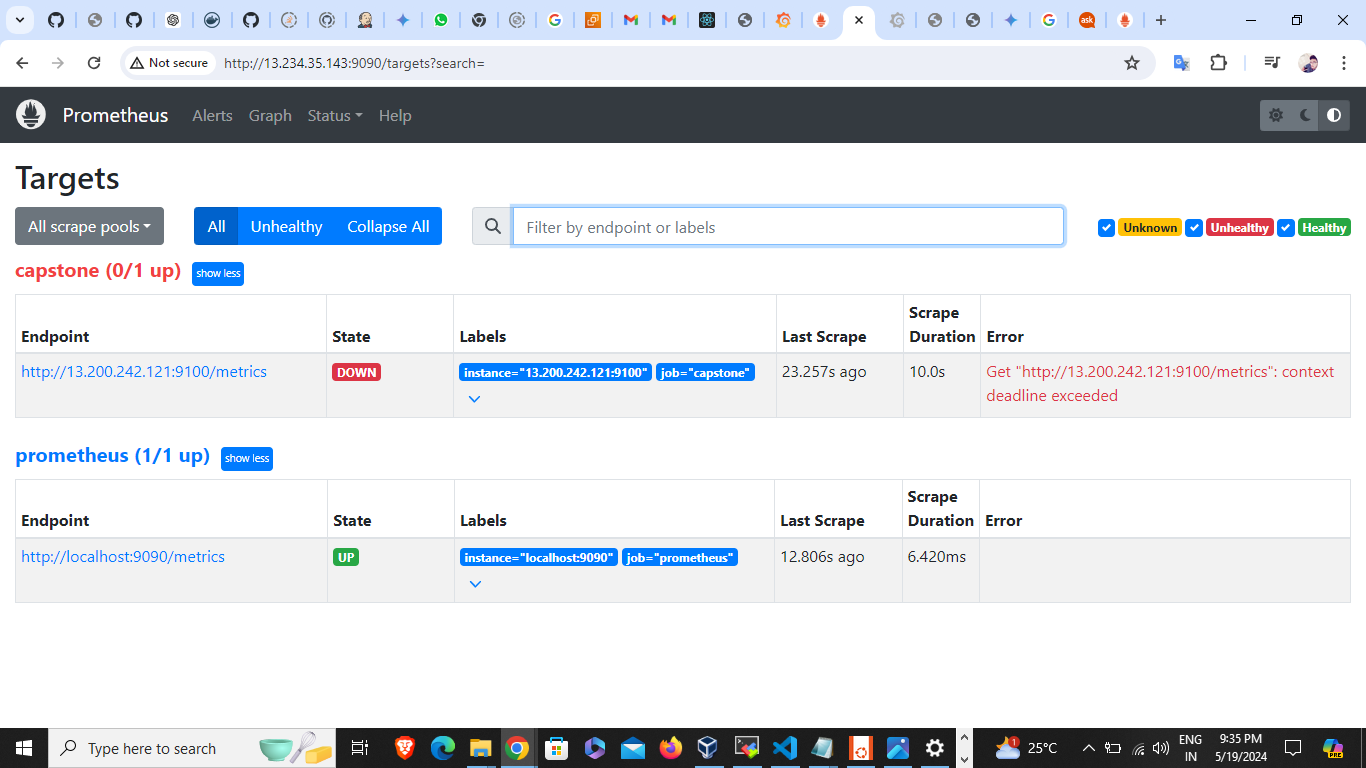 Not secure
http://13.234.35.143:9090/targets?search=
Prometheus Alerts Graph Status Help
Targets
All scrape pools All Unhealthy Collapse All Filter by endpoint or labels Unknown Unhealthy Healthy
capstone (0/1 up) show less
Endpoint State Labels Last Scrape Scrape Duration Error
http://13.200.242.121:9100/metrics DOWN instance="13.200.242.121:9100" job="capstone" 23.257s ago 10.0s Get "http://13.200.242.121:9100/metrics": context
deadline exceeded
prometheus (1/1 up) show less
Endpoint State Labels Last Scrape Scrape Duration Error
http://localhost:9090/metrics UP instance="localhost:9090" job="prometheus" 12.806s ago 6.420ms
Type here to search
1
25°C
ENG
IN
9:35 PM
5/19/2024
PRE